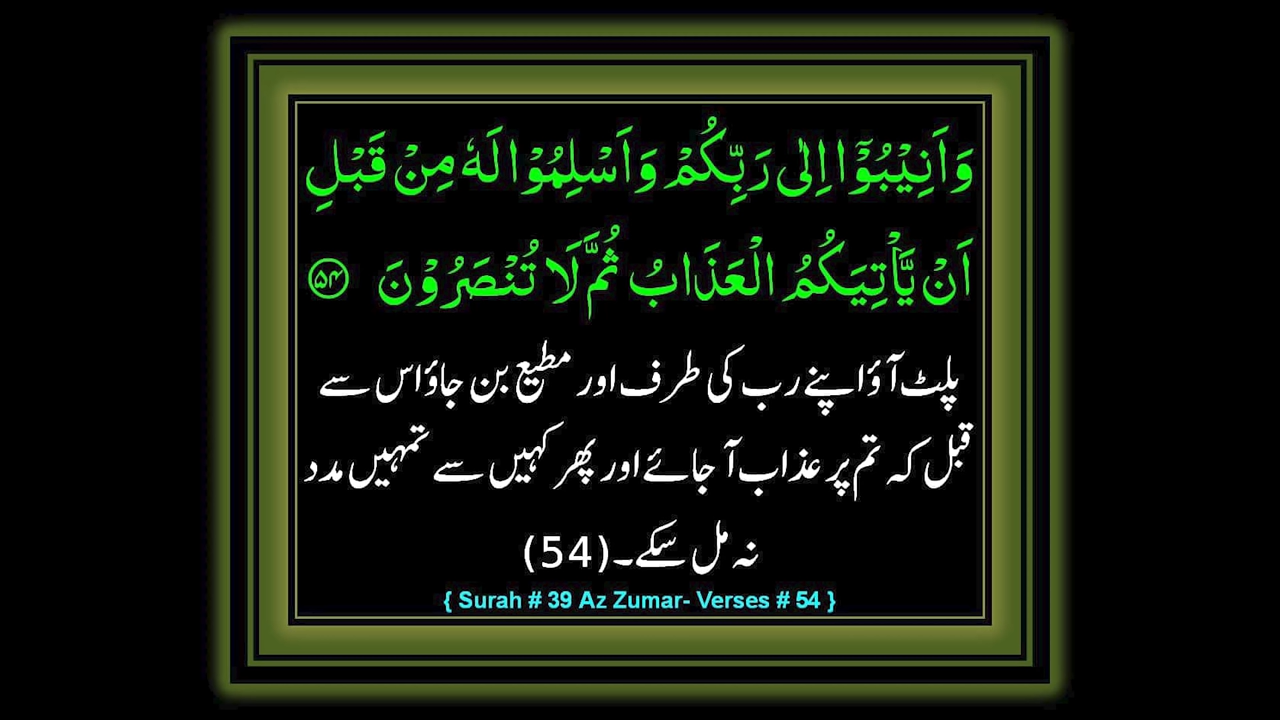 وَاَنِيْبُوْۤا اِلٰى رَبِّكُمْ وَاَسْلِمُوْا لَهٗ مِنْ قَبْلِ
اَنْ يَّاْتِيَكُمُ الْعَذَابُ ثُمَّ لَا تُنْصَرُوْنَ ۵۴
پلٹ آؤ اپنے رب کی طرف اور مطیع بن جاؤ اس سے
قبل کہ تم پر عذاب آ جائے اور پھر کہیں سے تمہیں مدد
نہ مل سکے۔(54)
{ Surah # 39 Az Zumar- Verses # 54 }